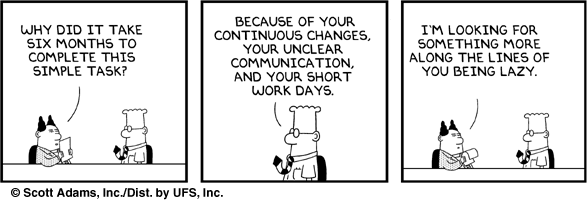 WHY DID IT TAKE
SIX MONTHS TO
COMPLETE THIS
SIMPLE TASK?
BECAUSE OF YOUR
CONTINUOUS CHANGES,
YOUR UNCLEAR
COMMUNICATION,
AND YOUR SHORT
WORK DAYS.
I'M LOOKING FOR
SOMETHING MORE
ALONG THE LINES OF
YOU BEING LAZY.
© Scott Adams, Inc./Dist. by UFS, Inc.